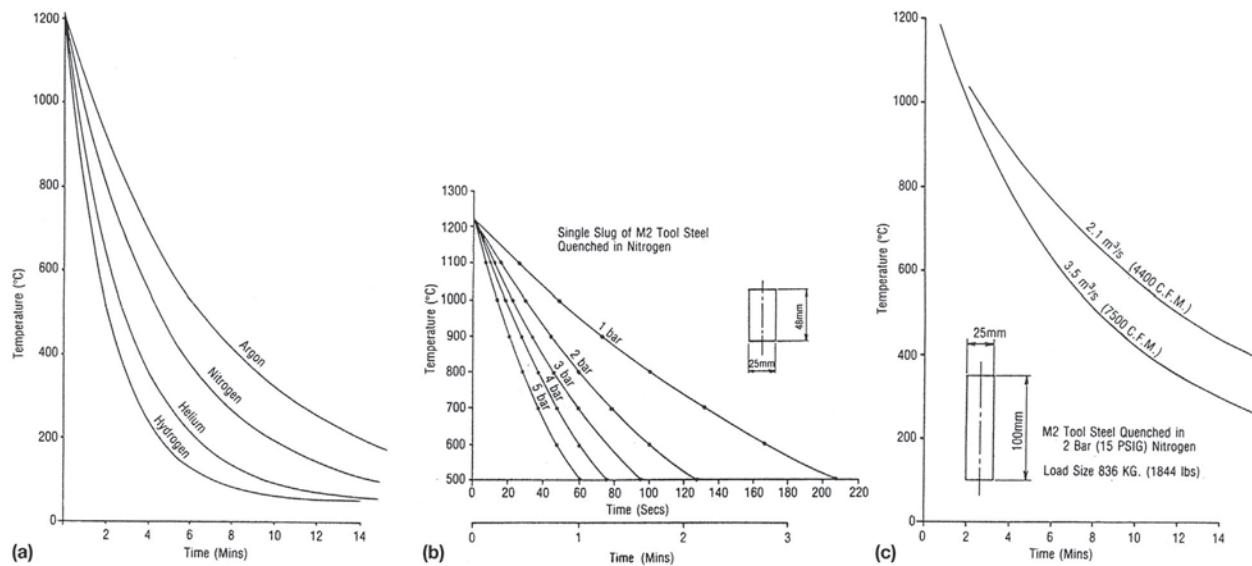 1200
1000
800
600
400
200
0
Temperature (°C)
Argon
Nitrogen
Helium
Hydrogen
2 4 6 8 10 12 14
Time (Mins)
(a)
1300
1200
1100
1000
900
800
700
600
500
Temperature (°C)
Single Slug of M2 Tool Steel
Quenched in Nitrogen
48mm
25mm
1 bar
2 bar
3 bar
4 bar
5 bar
20 40 60 80 100 120 140 160 180 200 220
Time (Secs)
1 2 3
Time (Mins)
(b)
1200
1000
800
600
400
200
0
Temperature (°C)
2.1 m³/s (4400 C.F.M.)
3.5 m³/s (7500 C.F.M.)
25mm
100mm
M2 Tool Steel Quenched in
2 Bar (15 PSIG) Nitrogen
Load Size 836 KG. (1844 lbs)
0 2 4 6 8 10 12 14
Time (Mins)
(c)